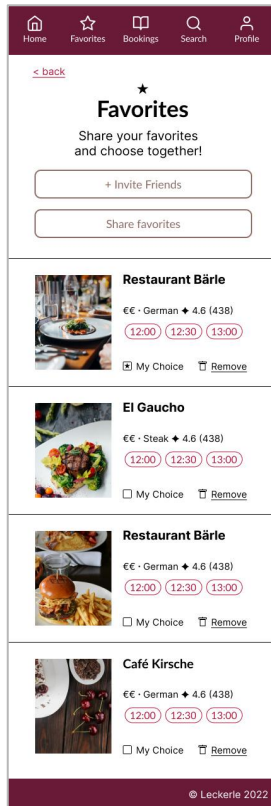 Home Favorites Bookings Search Profile
< back
Favorites
Share your favorites
and choose together!
+ Invite Friends
Share favorites
Restaurant Bärle
€€ · German ✦ 4.6 (438)
12:00 12:30 13:00
My Choice Remove
El Gaucho
€€ · Steak ✦ 4.6 (438)
12:00 12:30 13:00
My Choice Remove
Restaurant Bärle
€€ · German ✦ 4.6 (438)
12:00 12:30 13:00
My Choice Remove
Café Kirsche
€€ · German ✦ 4.6 (438)
12:00 12:30 13:00
My Choice Remove
© Leckerle 2022